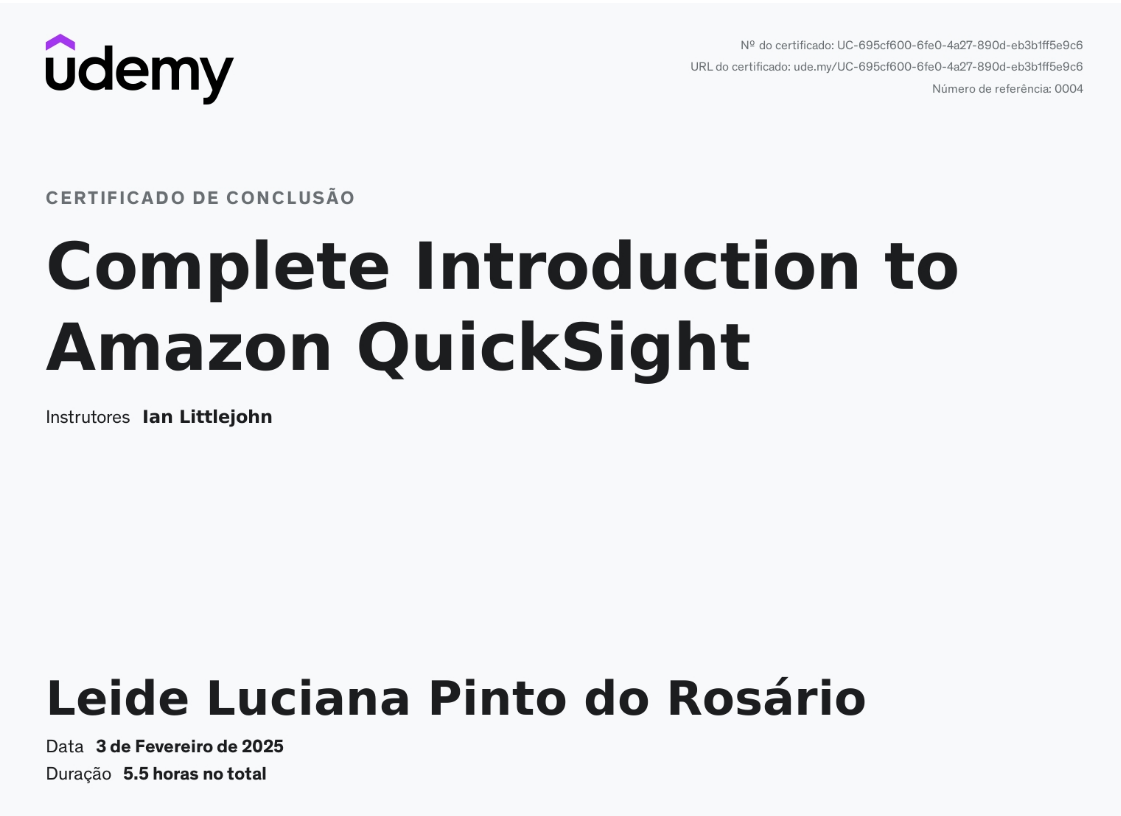 udemy
Nº do certificado: UC-695cf600-6fe0-4a27-890d-eb3b1ff5e9c6
URL do certificado: ude.my/UC-695cf600-6fe0-4a27-890d-eb3b1ff5e9c6
Número de referência: 0004
CERTIFICADO DE CONCLUSÃO
Complete Introduction to
Amazon QuickSight
Instrutores Ian Littlejohn
Leide Luciana Pinto do Rosário
Data 3 de Fevereiro de 2025
Duração 5.5 horas no total